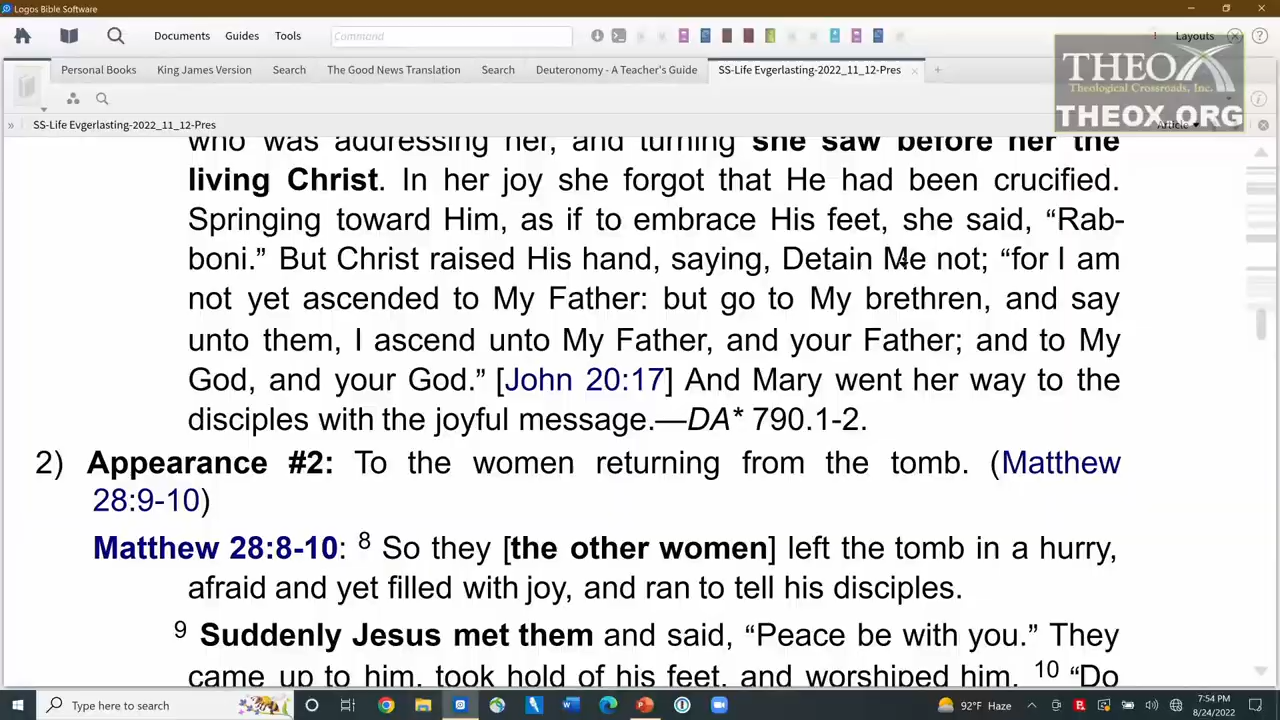 Logos Bible Software
Documents Guides Tools Command Layouts
Personal Books King James Version Search The Good News Translation Search Deuteronomy - A Teacher's Guide SS-Life Evgerlasting-2022_11_12-Pres
THEOX
Theological Crossroads, Inc.
THEOX.ORG
SS-Life Evgerlasting-2022_11_12-Pres Article
who was addressing her, and turning she saw before her the
living Christ. In her joy she forgot that He had been crucified.
Springing toward Him, as if to embrace His feet, she said, “Rab-
boni.” But Christ raised His hand, saying, Detain Me not; “for I am
not yet ascended to My Father: but go to My brethren, and say
unto them, I ascend unto My Father, and your Father; and to My
God, and your God.” [John 20:17] And Mary went her way to the
disciples with the joyful message.—DA* 790.1-2.
2) Appearance #2: To the women returning from the tomb. (Matthew
28:9-10)
Matthew 28:8-10: 8 So they [the other women] left the tomb in a hurry,
afraid and yet filled with joy, and ran to tell his disciples.
9 Suddenly Jesus met them and said, “Peace be with you.” They
came up to him, took hold of his feet, and worshiped him. 10 “Do
Type here to search 92°F Haze 7:54 PM
8/24/2022